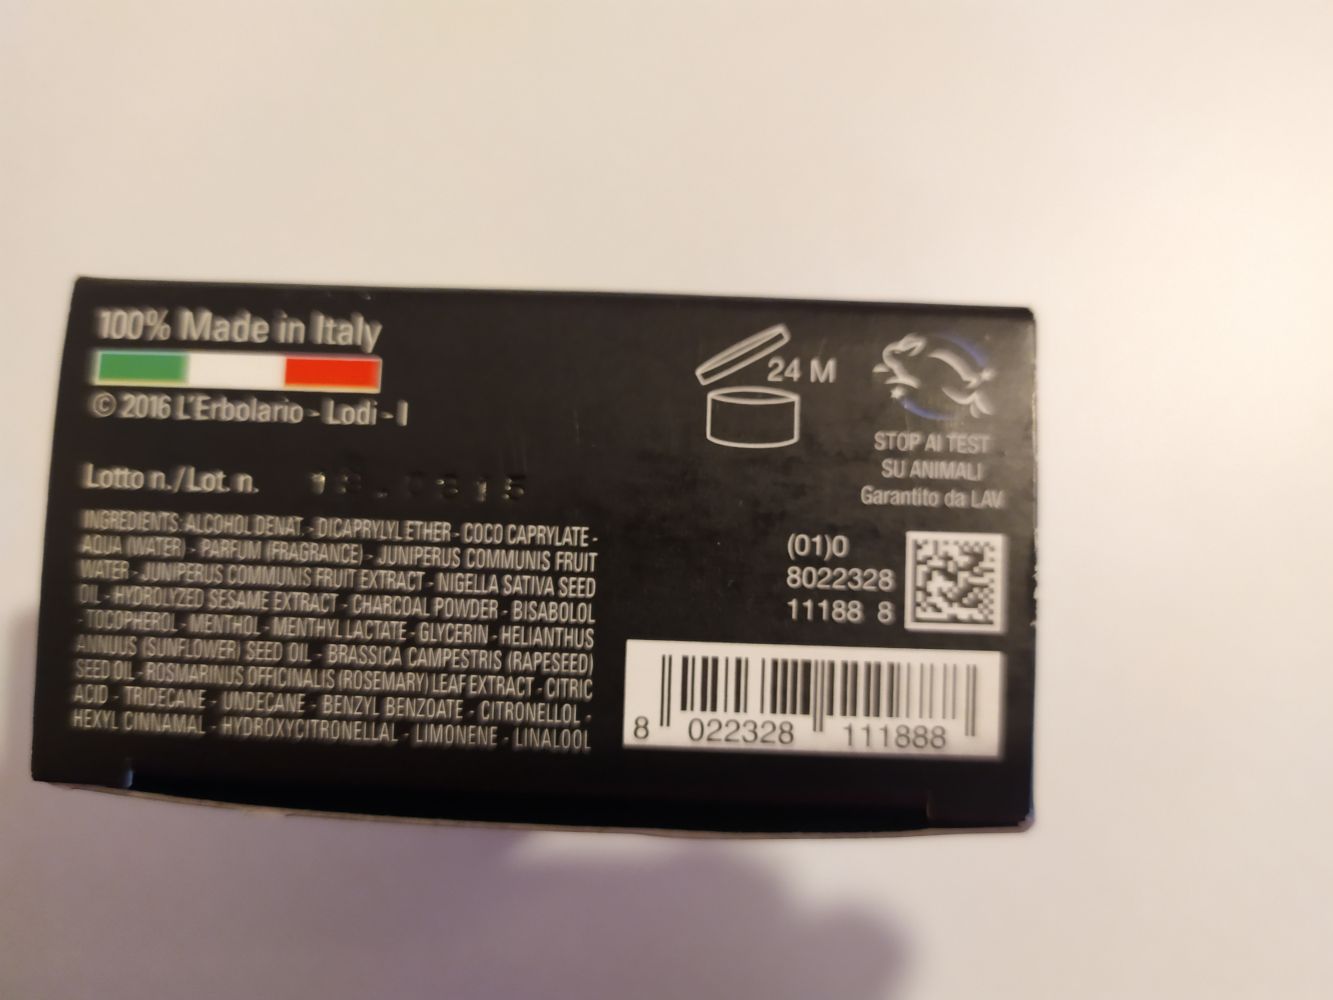 100% Made in Italy
© 2016 L'Erbolario - Lodi - I
Lotto n./Lot. n.
INGREDIENTS: ALCOHOL DENAT. - DICAPRYLYL ETHER - COCO CAPRYLATE -
AQUA (WATER) - PARFUM (FRAGRANCE) - JUNIPERUS COMMUNIS FRUIT
WATER - JUNIPERUS COMMUNIS FRUIT EXTRACT - NIGELLA SATIVA SEED
OIL - HYDROLYZED SESAME EXTRACT - CHARCOAL POWDER - BISABOLOL
- TOCOPHEROL - MENTHOL - MENTHYL LACTATE - GLYCERIN - HELIANTHUS
ANNUUS (SUNFLOWER) SEED OIL - BRASSICA CAMPESTRIS (RAPESEED)
SEED OIL - ROSMARINUS OFFICINALIS (ROSEMARY) LEAF EXTRACT - CITRIC
ACID - TRIDECANE - UNDECANE - BENZYL BENZOATE - CITRONELLOL -
HEXYL CINNAMAL - HYDROXYCITRONELLAL - LIMONENE - LINALOOL
24 M
STOP AI TEST
SU ANIMALI
Garantito da LAV
(01)0
8022328
11188 8
8 022328 111888